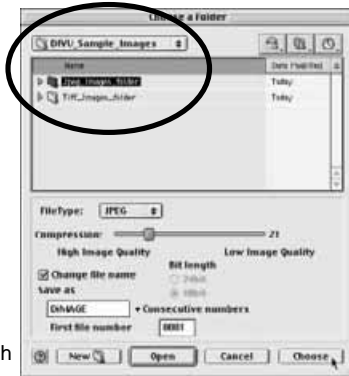 Choose a Folder
DIVU_Sample_Images
Name Date Modified
Jpeg_Images_folder Today
Tiff_Images_folder Today
FileType: JPEG
Compression: 21
High Image Quality Low Image Quality
Bit length
Change file name 24bit
Save as 48bit
DiMAGE + Consecutive numbers
First file number 0001
h
New Open Cancel Choose